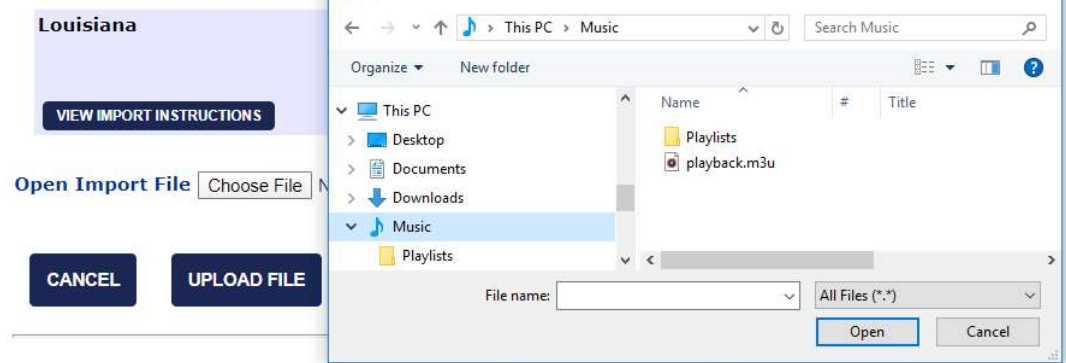 Louisiana
VIEW IMPORT INSTRUCTIONS
Open Import File Choose File N
CANCEL UPLOAD FILE
This PC > Music
Search Music
Organize New folder
This PC
Desktop
Documents
Downloads
Music
Playlists
Name # Title
Playlists
playback.m3u
File name: All Files (*.*)
Open Cancel